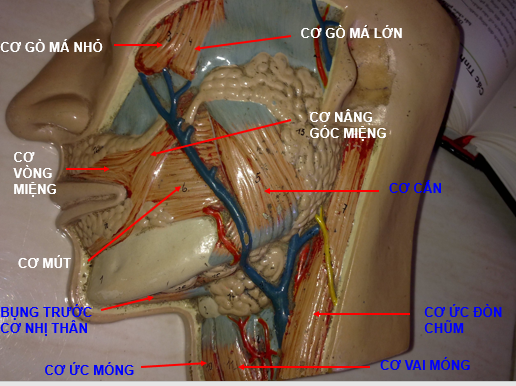 CƠ GÒ MÁ NHỎ
CƠ GÒ MÁ LỚN
CƠ NÂNG
GÓC MIỆNG
CƠ
VÒNG
MIỆNG
CƠ CẮN
CƠ MÚT
BỤNG TRƯỚC
CƠ NHỊ THÂN
CƠ ỨC ĐÒN
CHŨM
CƠ ỨC MÓNG
CƠ VAI MÓNG